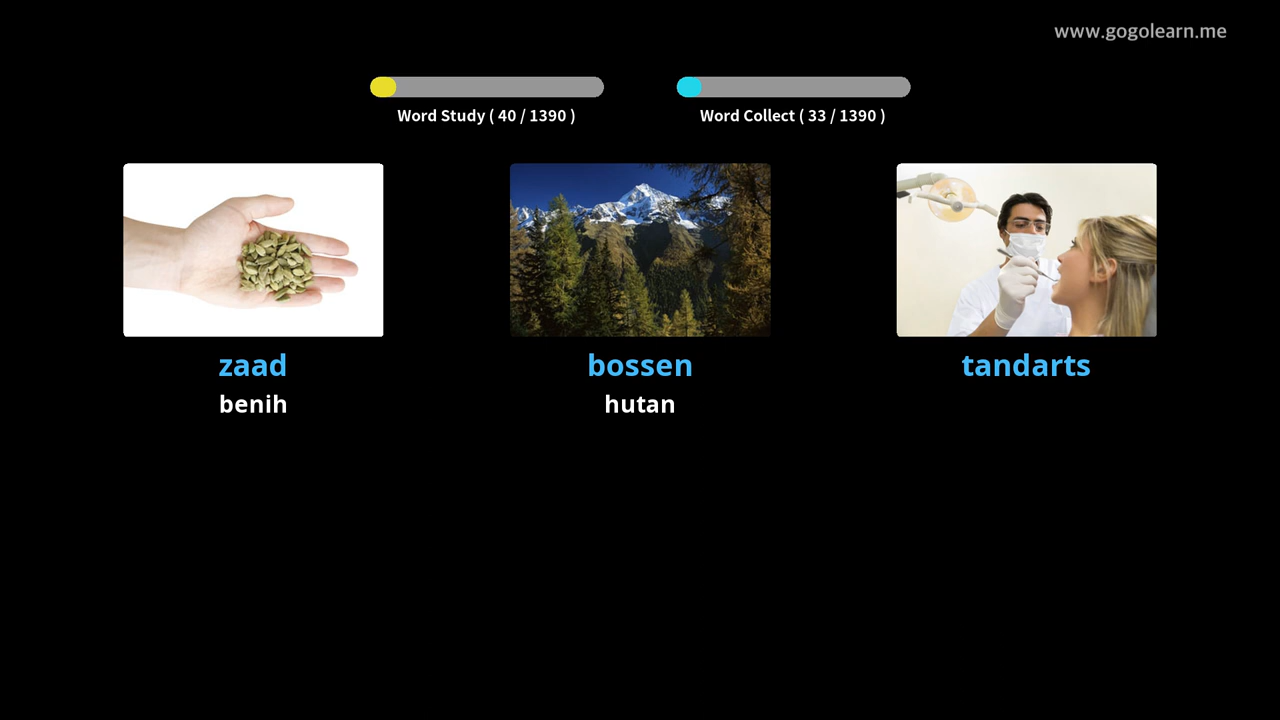 www.gogolearn.me
Word Study ( 40 / 1390 )
Word Collect ( 33 / 1390 )
zaad
bossen
tandarts
benih
hutan